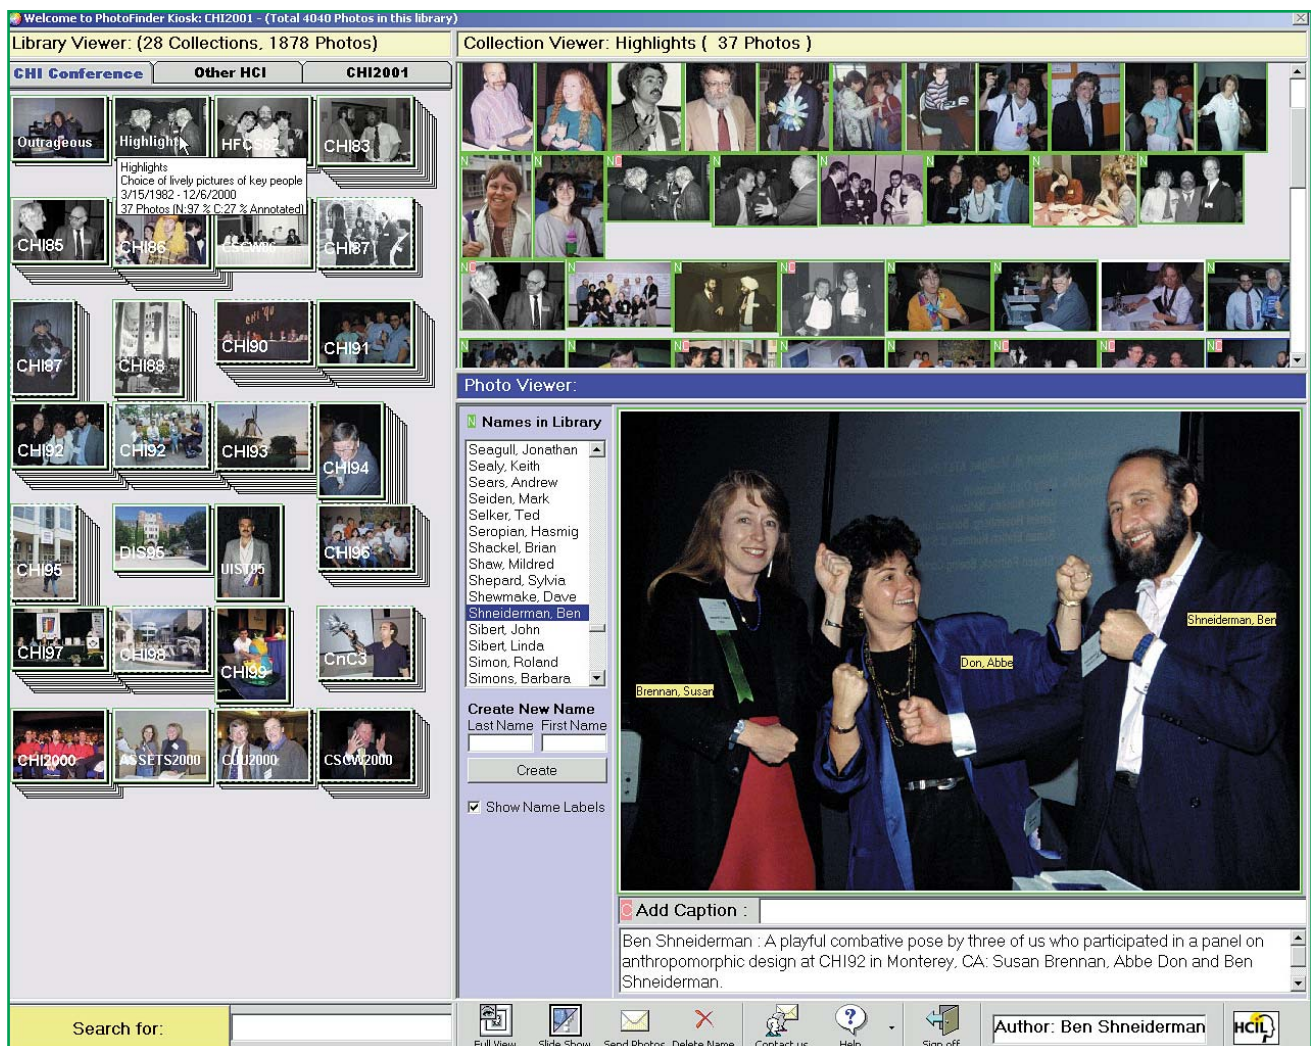 Welcome to PhotoFinder Kiosk: CHI2001 - (Total 4040 Photos in this library)
Library Viewer: (28 Collections, 1878 Photos)
CHI Conference
Other HCI
CHI2001
Outrageous
Highlights
HFCS82
CHI83
Highlights
Choice of lively pictures of key people
3/15/1982 - 12/6/2000
37 Photos (N:97 % C:27 % Annotated)
CHI85
CHI86
CSCW86
CHI87
CHI87
CHI88
CHI90
CHI91
CHI92
CHI92
CHI93
CHI94
CHI95
DIS95
UIST95
CHI96
CHI97
CHI98
CHI99
CnC3
CHI2000
ASSETS2000
CUU2000
CSCW2000
Search for:
Collection Viewer: Highlights ( 37 Photos )
N
N
NC
N
N
N
N
N
NC
N
N
NC
N
N
N
N
N
NC
N
N
NC
NC
NC
Photo Viewer:
N Names in Library
Seagull, Jonathan
Sealy, Keith
Sears, Andrew
Seiden, Mark
Selker, Ted
Seropian, Hasmig
Shackel, Brian
Shaw, Mildred
Shepard, Sylvia
Shewmake, Dave
Shneiderman, Ben
Sibert, John
Sibert, Linda
Simon, Roland
Simons, Barbara
Create New Name
Last Name First Name
Create
Show Name Labels
Shneiderman, Ben
Don, Abbe
Brennan, Susan
C Add Caption :
Ben Shneiderman : A playful combative pose by three of us who participated in a panel on
anthropomorphic design at CHI92 in Monterey, CA: Susan Brennan, Abbe Don and Ben
Shneiderman.
Full View
Slide Show
Send Photos
Delete Name
Contact us
Help
Sign off
Author: Ben Shneiderman
HCIL